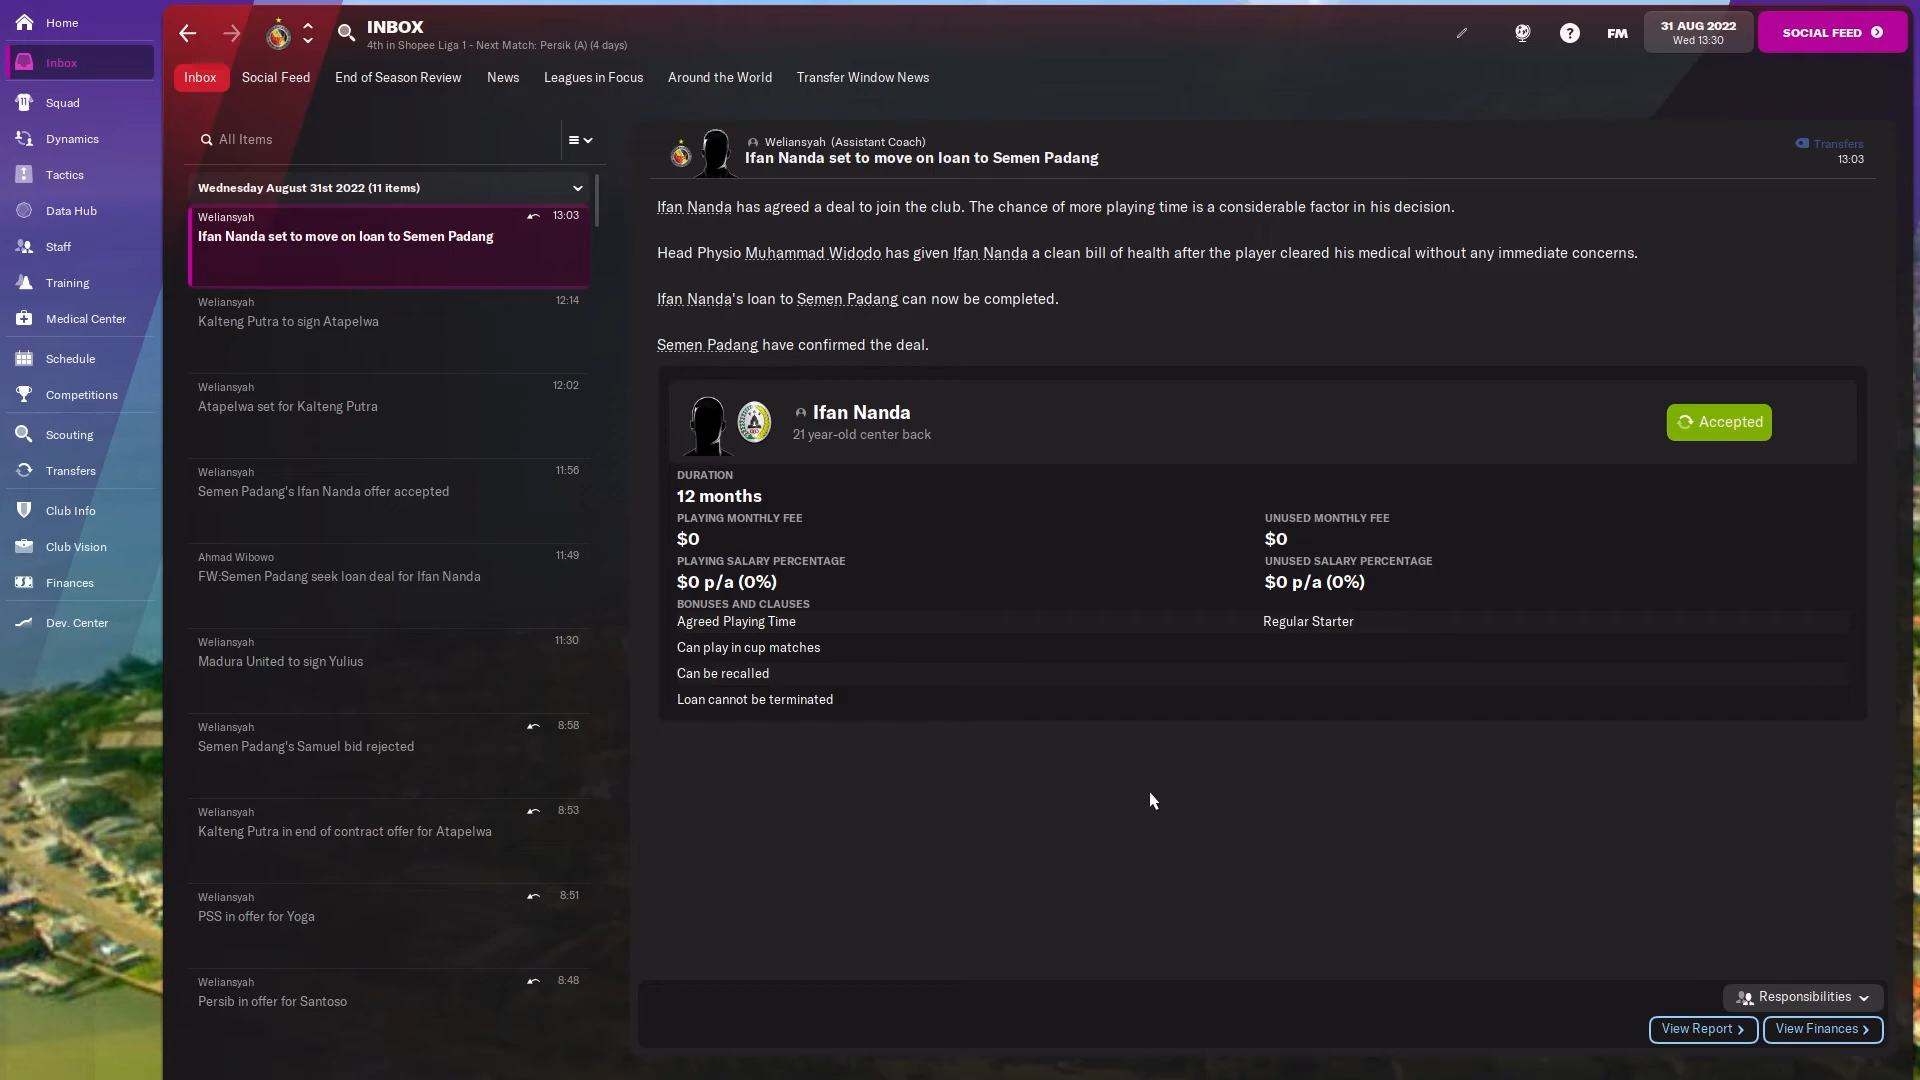 Home
Inbox
Squad
Dynamics
Tactics
Data Hub
Staff
Training
Medical Center
Schedule
Competitions
Scouting
Transfers
Club Info
Club Vision
Finances
Dev. Center
INBOX
4th in Shopee Liga 1 - Next Match: Persik (A) (4 days)
FM
31 AUG 2022
Wed 13:30
SOCIAL FEED
Inbox Social Feed End of Season Review News Leagues in Focus Around the World Transfer Window News
All Items
Wednesday August 31st 2022 (11 items)
Weliansyah 13:03
Ifan Nanda set to move on loan to Semen Padang
Weliansyah 12:14
Kalteng Putra to sign Atapelwa
Weliansyah 12:02
Atapelwa set for Kalteng Putra
Weliansyah 11:56
Semen Padang's Ifan Nanda offer accepted
Ahmad Wibowo 11:49
FW:Semen Padang seek loan deal for Ifan Nanda
Weliansyah 11:30
Madura United to sign Yulius
Weliansyah 8:58
Semen Padang's Samuel bid rejected
Weliansyah 8:53
Kalteng Putra in end of contract offer for Atapelwa
Weliansyah 8:51
PSS in offer for Yoga
Weliansyah 8:48
Persib in offer for Santoso
Weliansyah (Assistant Coach)
Ifan Nanda set to move on loan to Semen Padang
Transfers
13:03
Ifan Nanda has agreed a deal to join the club. The chance of more playing time is a considerable factor in his decision.
Head Physio Muhammad Widodo has given Ifan Nanda a clean bill of health after the player cleared his medical without any immediate concerns.
Ifan Nanda's loan to Semen Padang can now be completed.
Semen Padang have confirmed the deal.
Ifan Nanda
21 year-old center back
Accepted
DURATION
12 months
PLAYING MONTHLY FEE UNUSED MONTHLY FEE
$0 $0
PLAYING SALARY PERCENTAGE UNUSED SALARY PERCENTAGE
$0 p/a (0%) $0 p/a (0%)
BONUSES AND CLAUSES
Agreed Playing Time Regular Starter
Can play in cup matches
Can be recalled
Loan cannot be terminated
Responsibilities
View Report View Finances